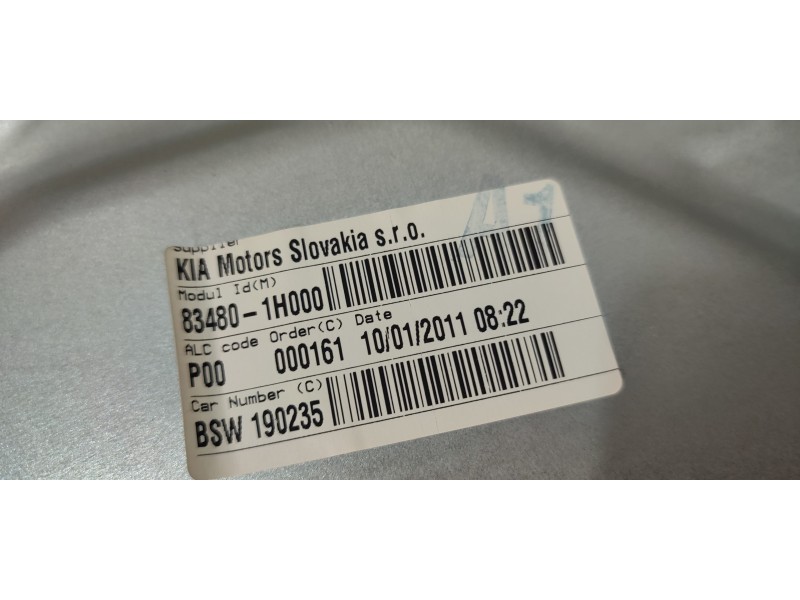 A1
Supplier
KIA Motors Slovakia s.r.o.
Modul Id(M)
83480-1H000
ALC code Order(C) Date
P00 000161 10/01/2011 08:22
Car Number (C)
BSW 190235